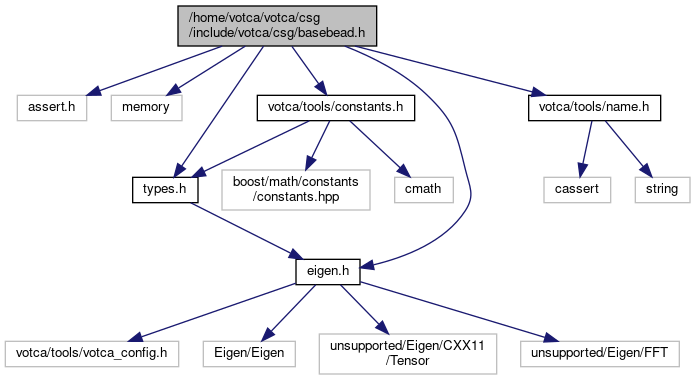 /home/votca/votca/csg
/include/votca/csg/basebead.h
assert.h
memory
votca/tools/constants.h
votca/tools/name.h
types.h
boost/math/constants
/constants.hpp
cmath
cassert
string
eigen.h
votca/tools/votca_config.h
Eigen/Eigen
unsupported/Eigen/CXX11
/Tensor
unsupported/Eigen/FFT